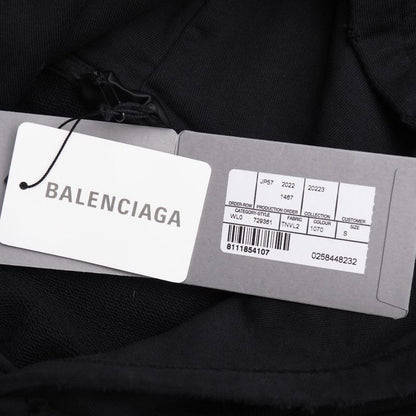 BALENCIAGA
JP57 2022 20223
1487
ORDER-ROW PRODUCTION ORDER COLLECTION CUSTOMER
CATEGORY-STYLE FABRIC COLOUR SIZE
WL0 729361 TNVL2 1070 S
8111854107
0258448232